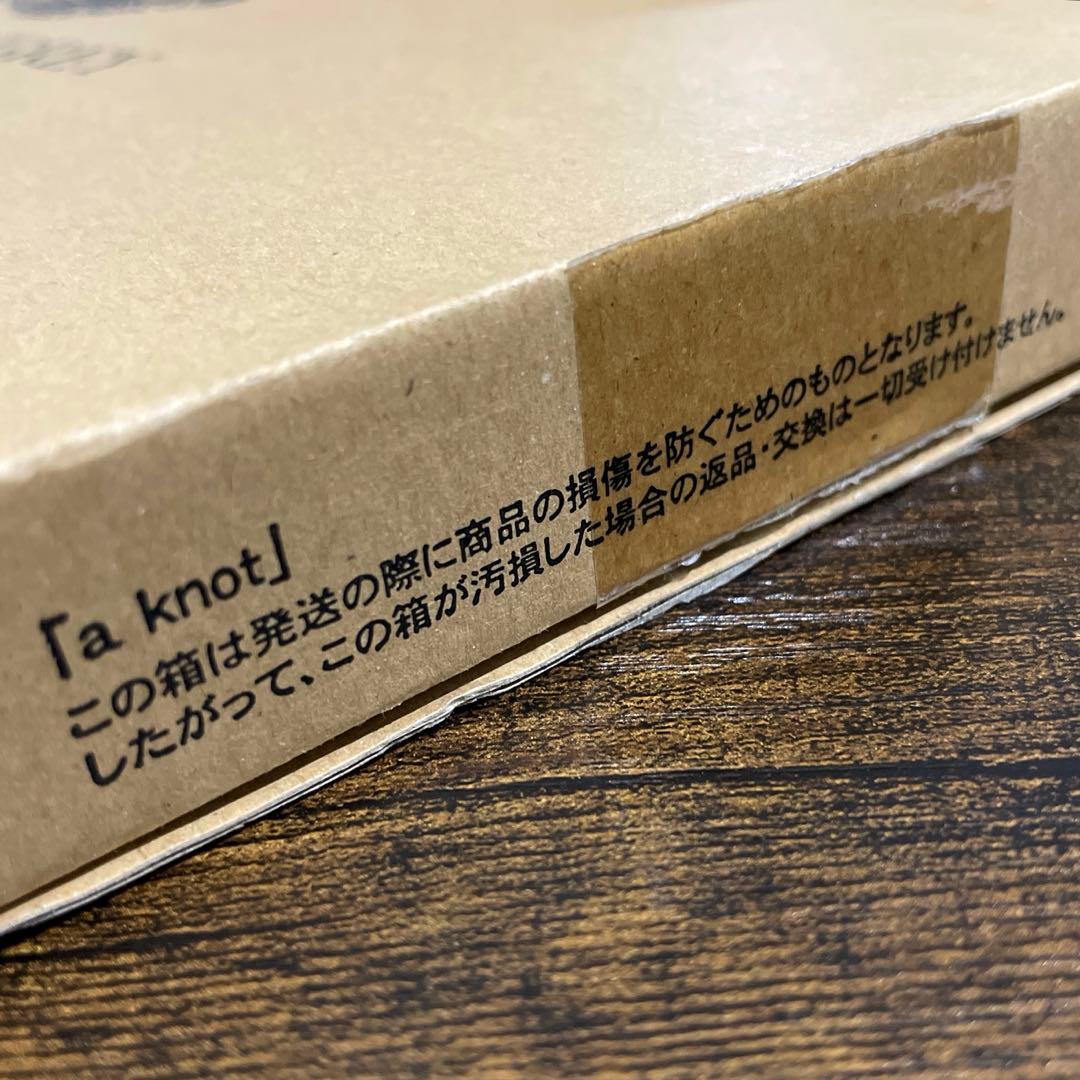 「a knot」
この箱は発送の際に商品の損傷を防ぐためのものとなります。
したがって、この箱が汚損した場合の返品・交換は一切受け付けません。